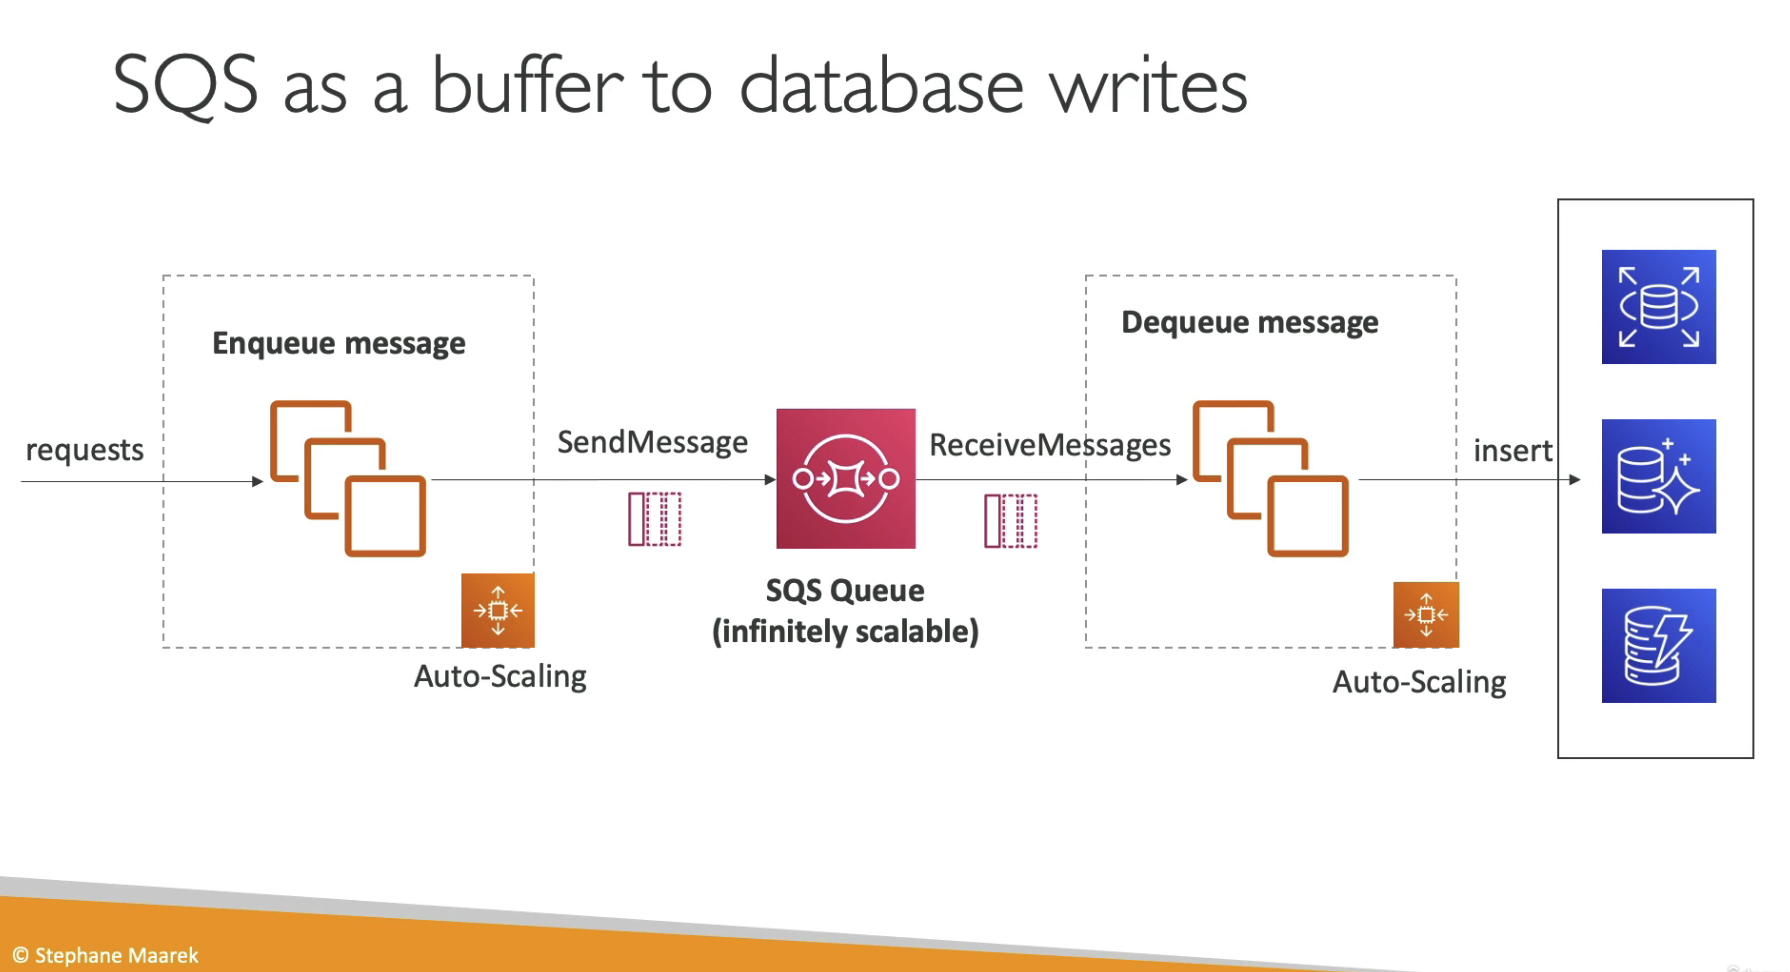 SQS as a buffer to database writes
requests
Enqueue message
Auto-Scaling
SendMessage
SQS Queue
(infinitely scalable)
ReceiveMessages
Dequeue message
Auto-Scaling
insert
© Stephane Maarek